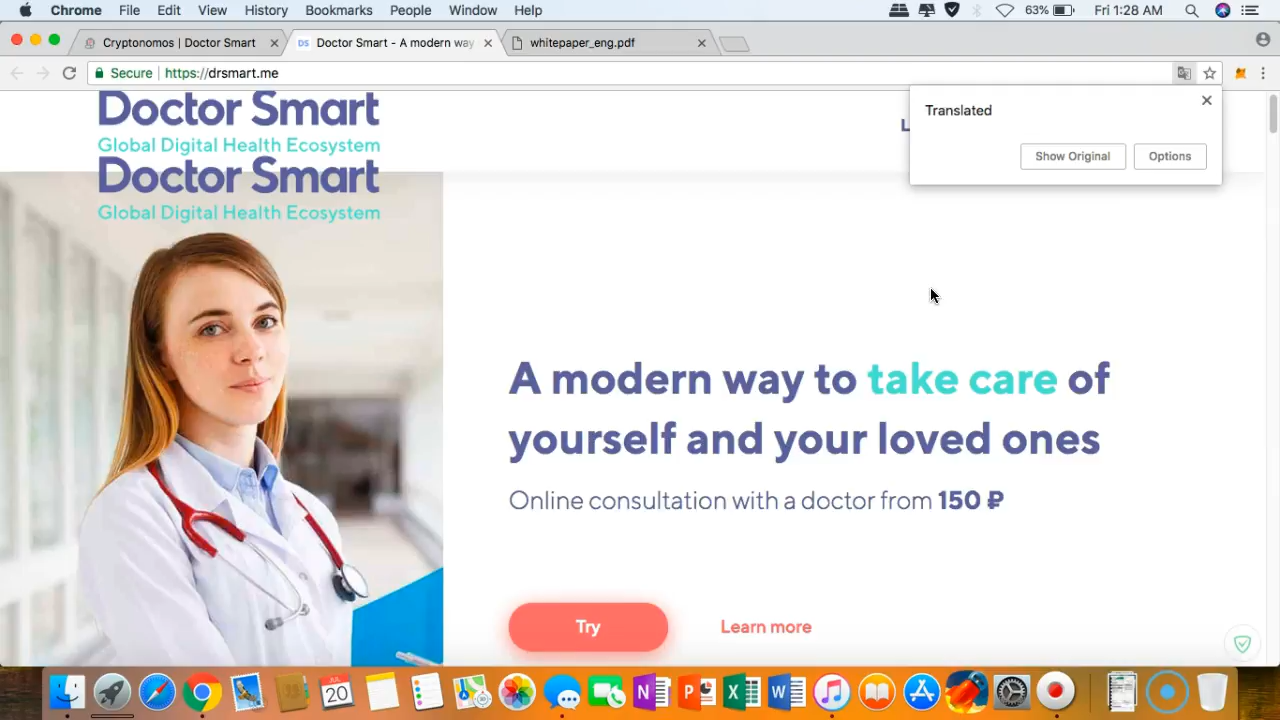 Chrome File Edit View History Bookmarks People Window Help 63% Fri 1:28 AM
Cryptonomos | Doctor Smart
Doctor Smart - A modern way
whitepaper_eng.pdf
Secure https://drsmart.me
Doctor Smart
Global Digital Health Ecosystem
Doctor Smart
Global Digital Health Ecosystem
Translated
Show Original Options
A modern way to take care of
yourself and your loved ones
Online consultation with a doctor from 150 ₽
Try Learn more
JUL
20